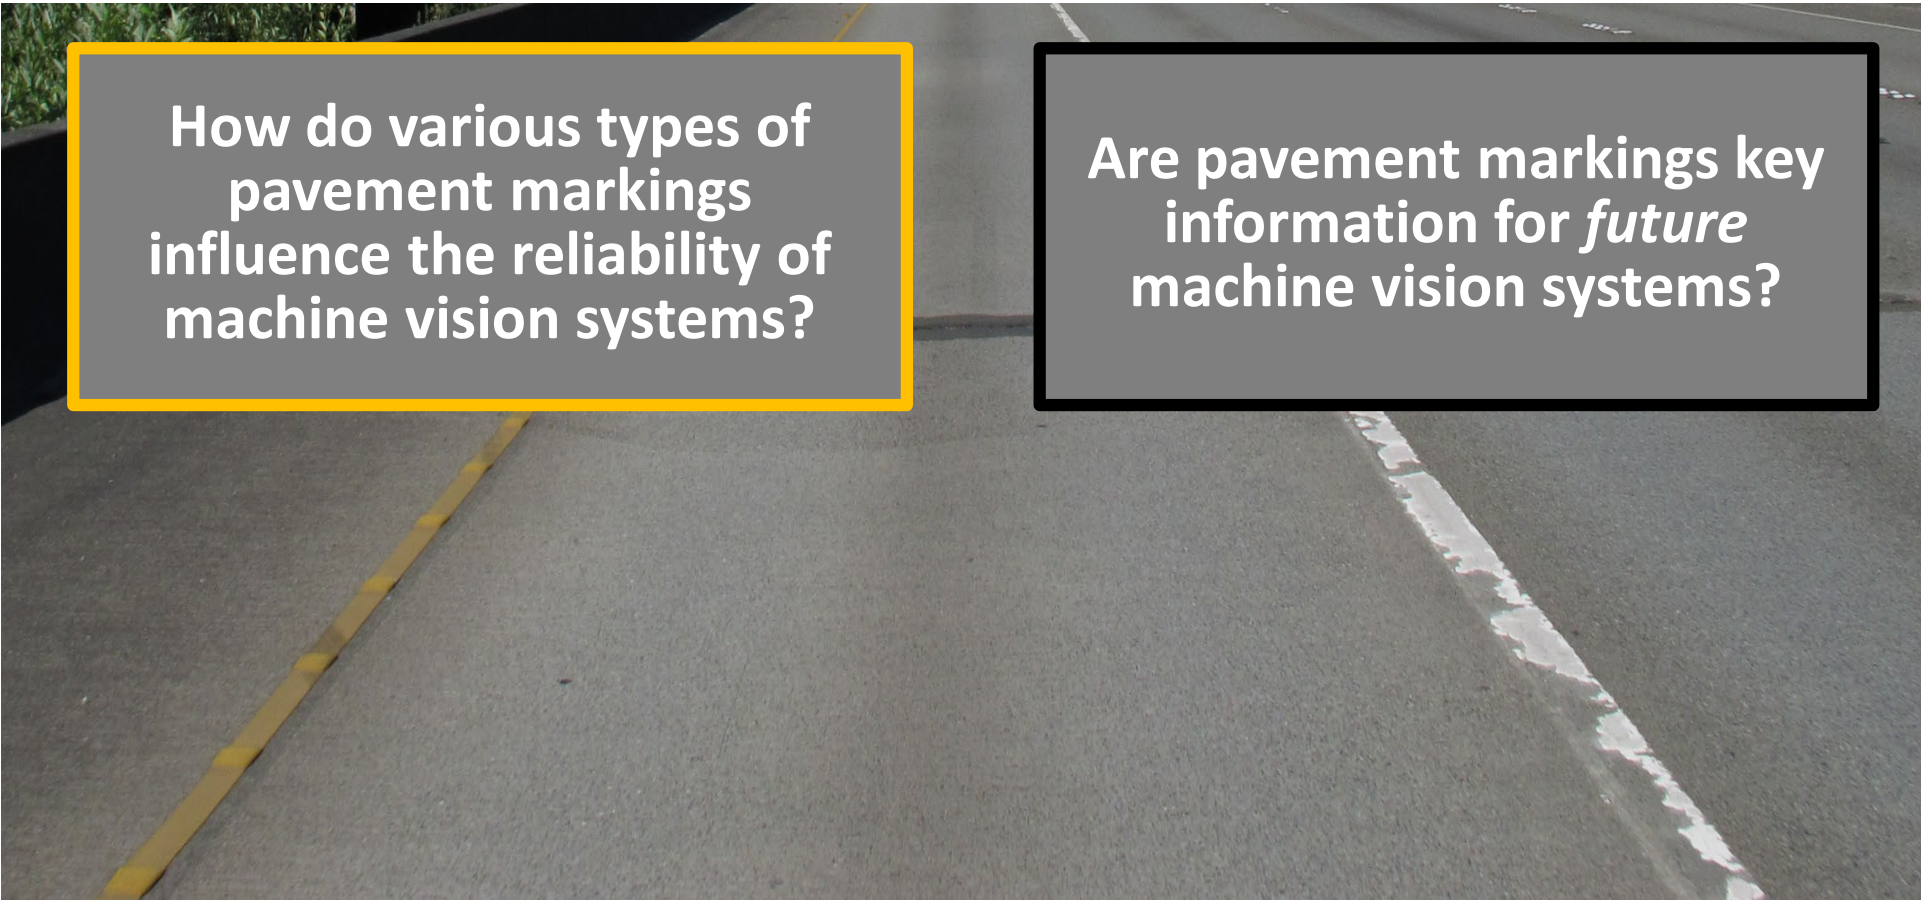 How do various types of
pavement markings
influence the reliability of
machine vision systems?
Are pavement markings key
information for future
machine vision systems?